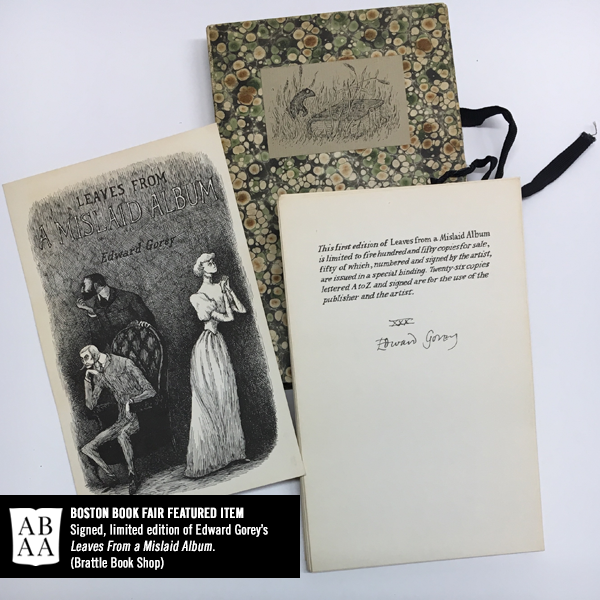 LEAVES FROM
A MISLAID ALBUM
Edward Gorey
This first edition of Leaves from a Mislaid Album
is limited to five hundred and fifty copies for sale,
fifty of which, numbered and signed by the artist,
are issued in a special binding. Twenty-six copies
lettered A to Z and signed are for the use of the
publisher and the artist.
XXX
Edward Gorey
AB
AA
BOSTON BOOK FAIR FEATURED ITEM
Signed, limited edition of Edward Gorey's
Leaves From a Mislaid Album.
(Brattle Book Shop)